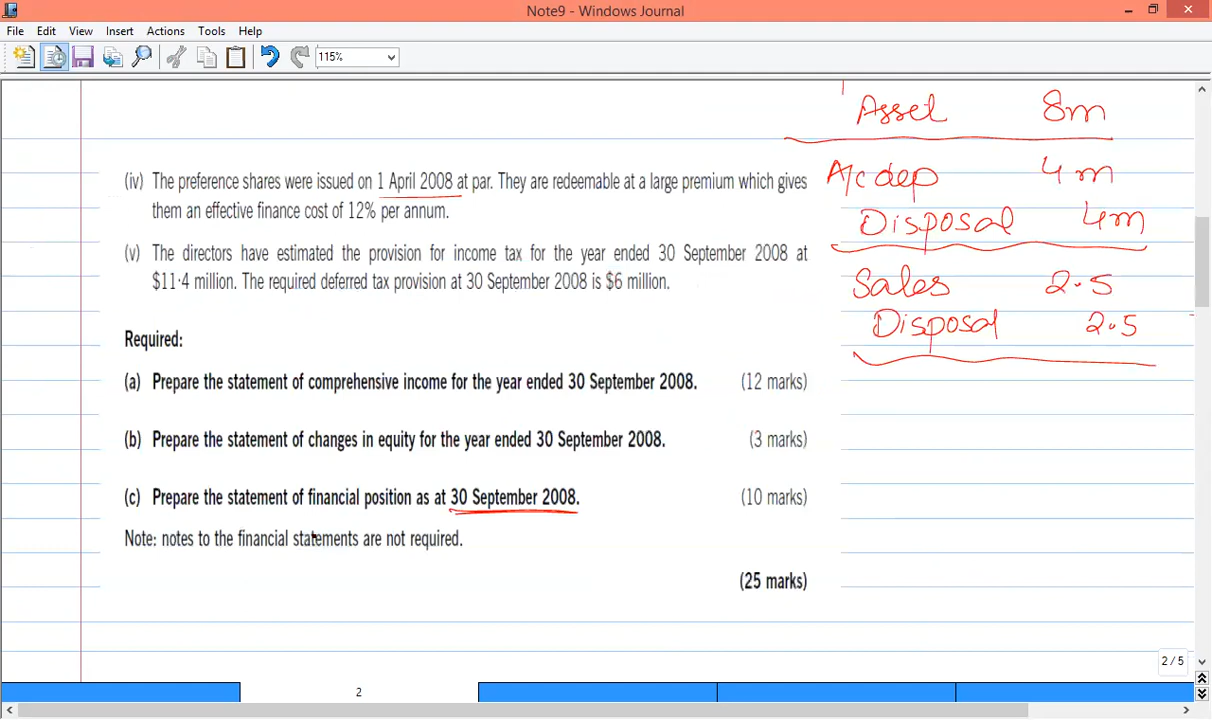 Note9 - Windows Journal
File Edit View Insert Actions Tools Help
115%
Asset 8m
A/c dep 4m
Disposal 4m
Sales 2.5
Disposal 2.5
(iv) The preference shares were issued on 1 April 2008 at par. They are redeemable at a large premium which gives
them an effective finance cost of 12% per annum.
(v) The directors have estimated the provision for income tax for the year ended 30 September 2008 at
$11·4 million. The required deferred tax provision at 30 September 2008 is $6 million.
Required:
(a) Prepare the statement of comprehensive income for the year ended 30 September 2008. (12 marks)
(b) Prepare the statement of changes in equity for the year ended 30 September 2008. (3 marks)
(c) Prepare the statement of financial position as at 30 September 2008. (10 marks)
Note: notes to the financial statements are not required.
(25 marks)
2 / 5
2